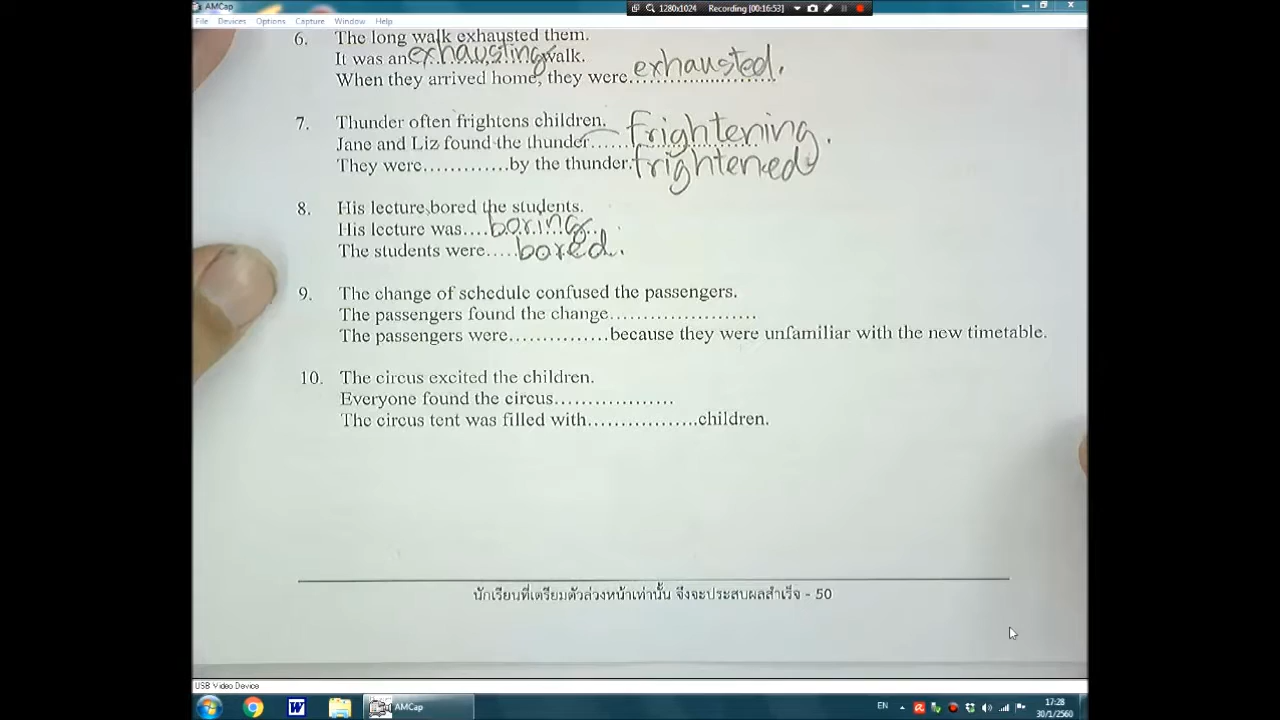 AMCap
1280x1024 Recording [00:16:53]
File Devices Options Capture Window Help
6. The long walk exhausted them.
It was an exhausting walk.
When they arrived home, they were exhausted.
7. Thunder often frightens children.
Jane and Liz found the thunder...... frightening.
They were.............by the thunder. frightened
8. His lecture bored the students.
His lecture was....boring
The students were.....bored.
9. The change of schedule confused the passengers.
The passengers found the change......................
The passengers were...............because they were unfamiliar with the new timetable.
10. The circus excited the children.
Everyone found the circus..................
The circus tent was filled with.................children.
นักเรียนที่เตรียมตัวล่วงหน้าเท่านั้น จึงจะประสบผลสำเร็จ - 50
USB Video Device
AMCap
EN
17:28
30/1/2560